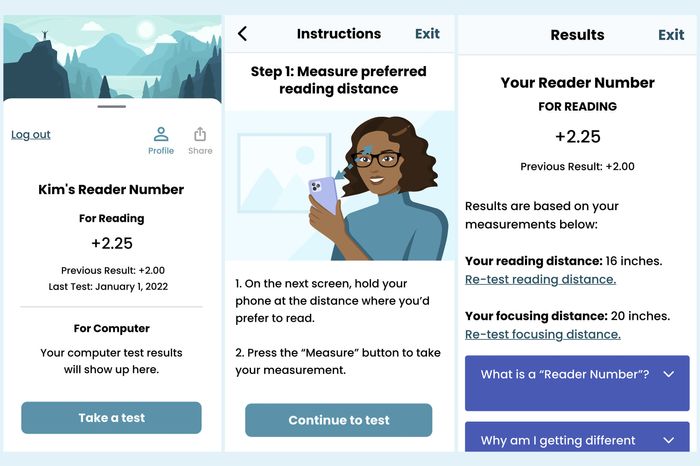 Log out
Profile
Share
Kim's Reader Number
For Reading
+2.25
Previous Result: +2.00
Last Test: January 1, 2022
For Computer
Your computer test results
will show up here.
Take a test
Instructions
Exit
Step 1: Measure preferred
reading distance
1. On the next screen, hold your
phone at the distance where you’d
prefer to read.
2. Press the “Measure” button to take
your measurement.
Continue to test
Results
Exit
Your Reader Number
FOR READING
+2.25
Previous Result: +2.00
Results are based on your
measurements below:
Your reading distance: 16 inches.
Re-test reading distance.
Your focusing distance: 20 inches.
Re-test focusing distance.
What is a “Reader Number”?
Why am I getting different